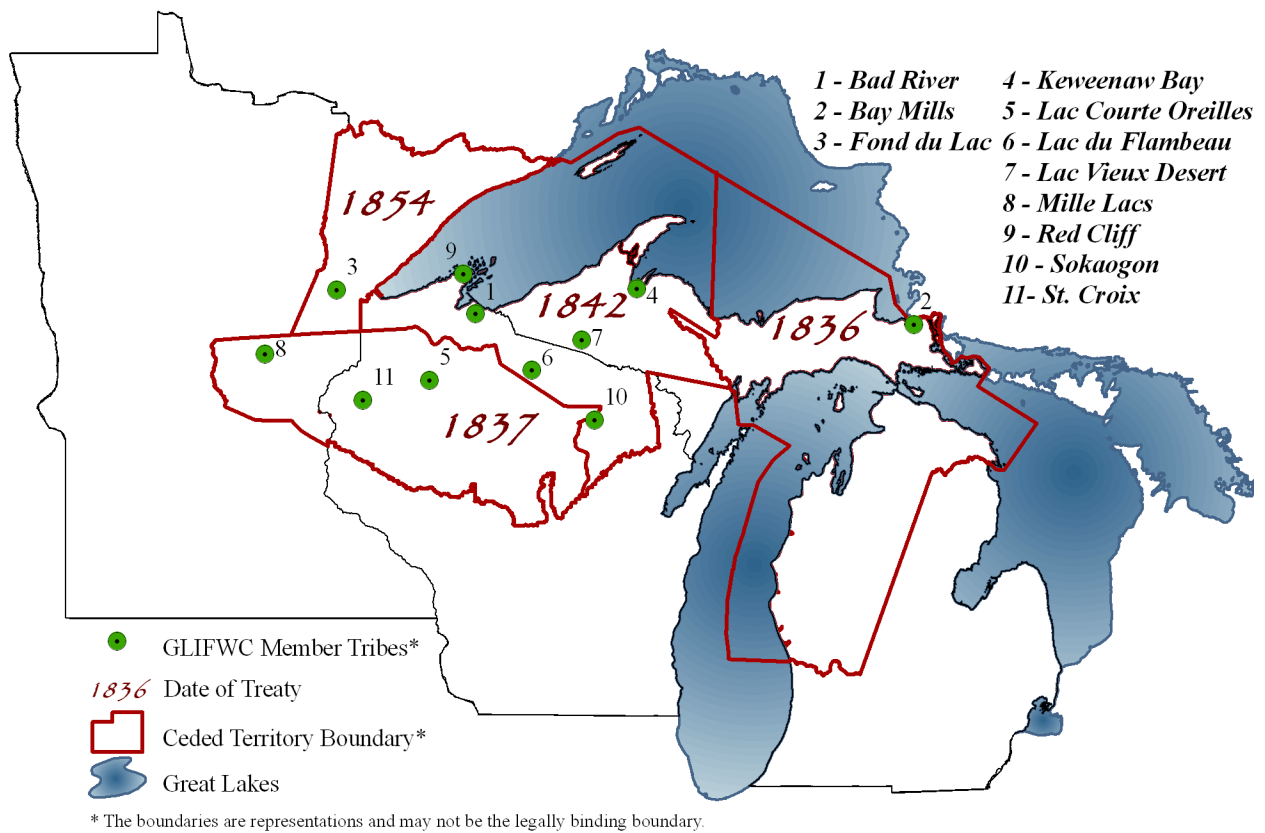 1 - Bad River
2 - Bay Mills
3 - Fond du Lac
4 - Keweenaw Bay
5 - Lac Courte Oreilles
6 - Lac du Flambeau
7 - Lac Vieux Desert
8 - Mille Lacs
9 - Red Cliff
10 - Sokaogon
11- St. Croix
1854
9
3
1
1842
4
2
1836
7
8
5
6
11
10
1837
GLIFWC Member Tribes*
1836 Date of Treaty
Ceded Territory Boundary*
Great Lakes
* The boundaries are representations and may not be the legally binding boundary.